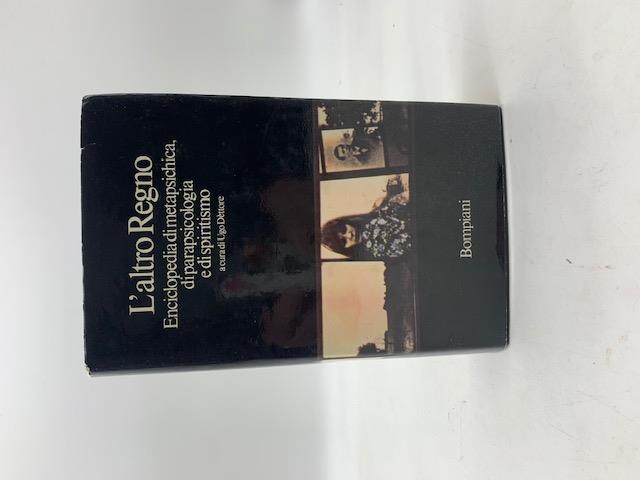 L'altro Regno
Enciclopedia di metapsichica,
di parapsicologia
e di spiritismo
a cura di Ugo Dèttore
Bompiani